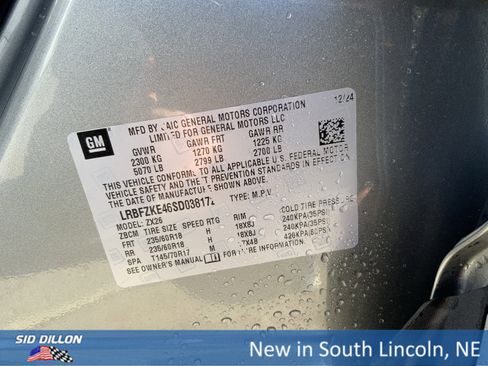 GM
12/24
MFD BY SAIC GENERAL MOTORS CORPORATION
LIMITED FOR GENERAL MOTORS LLC
GVWR GAWR FRT GAWR RR
2300 KG 1270 KG 1225 KG
5070 LB 2799 LB 2700 LB
THIS VEHICLE CONFORMS TO ALL APPLICABLE U.S. FEDERAL MOTOR
VEHICLE SAFETY AND THEFT PREVENTION STANDARDS IN EFFECT ON
THE DATE OF MANUFACTURE SHOWN ABOVE.
LRBFZKE46SD03817 TYPE: M.P.V.
MODEL: ZX26
ZBCM TIRE SIZE SPEED RTG RIM COLD TIRE PRESSURE
FRT 235/60R18 H 18X8J 240KPA(35PSI)
RR 235/60R18 H 18X8J 240KPA(35PSI)
SPA T145/70R17 M 17X4B 420KPA(60PSI)
SEE OWNER'S MANUAL FOR ADDITIONAL INFORMATION
SID DILLON
New in South Lincoln, NE